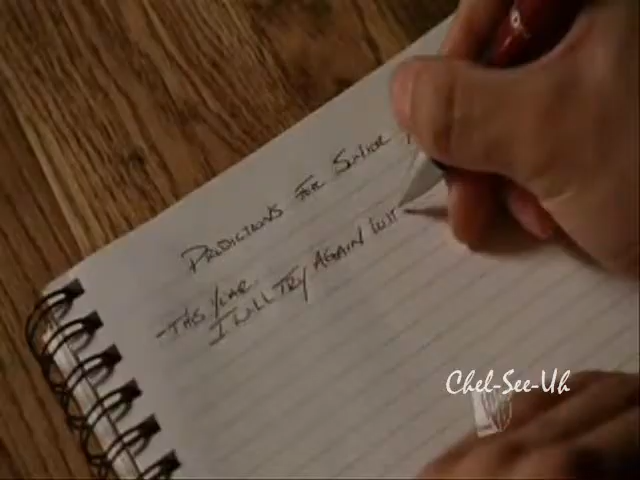 PREDICTIONS FOR SENIOR
-THIS YEAR
I WILL TRY AGAIN WIT
Chel-See-Uh